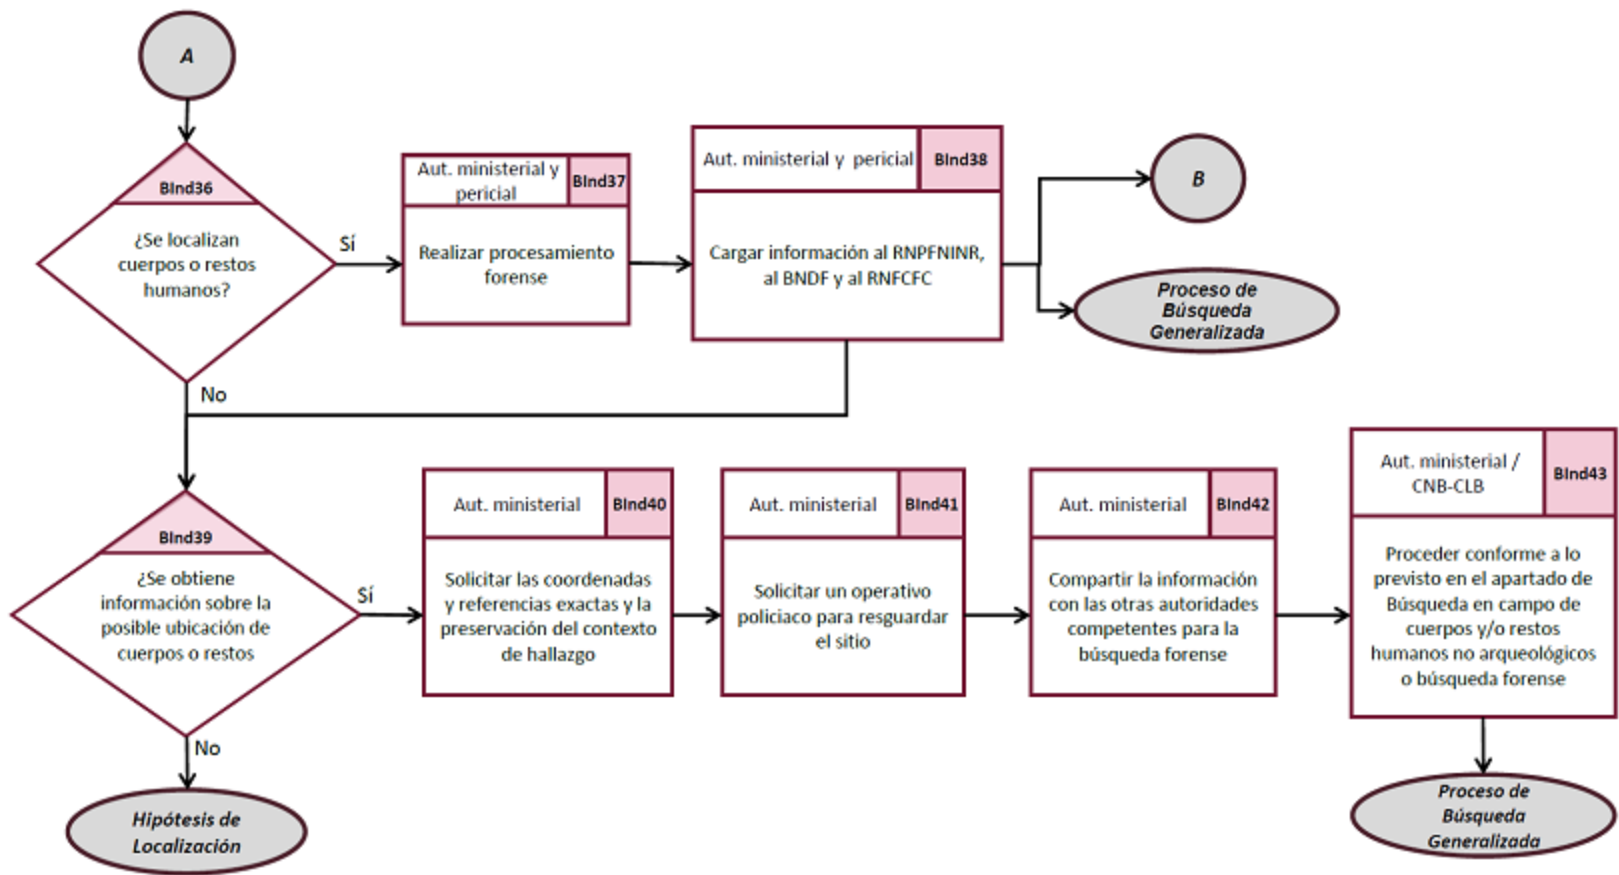 A
BInd36
¿Se localizan
cuerpos o restos
humanos?
Sí
No
Aut. ministerial y
pericial
BInd37
Realizar procesamiento
forense
Aut. ministerial y pericial
BInd38
Cargar información al RNPFNINR,
al BNDF y al RNFCFC
B
Proceso de
Búsqueda
Generalizada
BInd39
¿Se obtiene
información sobre la
posible ubicación de
cuerpos o restos
Sí
No
Aut. ministerial
BInd40
Solicitar las coordenadas
y referencias exactas y la
preservación del contexto
de hallazgo
Aut. ministerial
BInd41
Solicitar un operativo
policiaco para resguardar
el sitio
Aut. ministerial
BInd42
Compartir la información
con las otras autoridades
competentes para la
búsqueda forense
Aut. ministerial /
CNB-CLB
BInd43
Proceder conforme a lo
previsto en el apartado de
Búsqueda en campo de
cuerpos y/o restos
humanos no arqueológicos
o búsqueda forense
Hipótesis de
Localización
Proceso de
Búsqueda
Generalizada